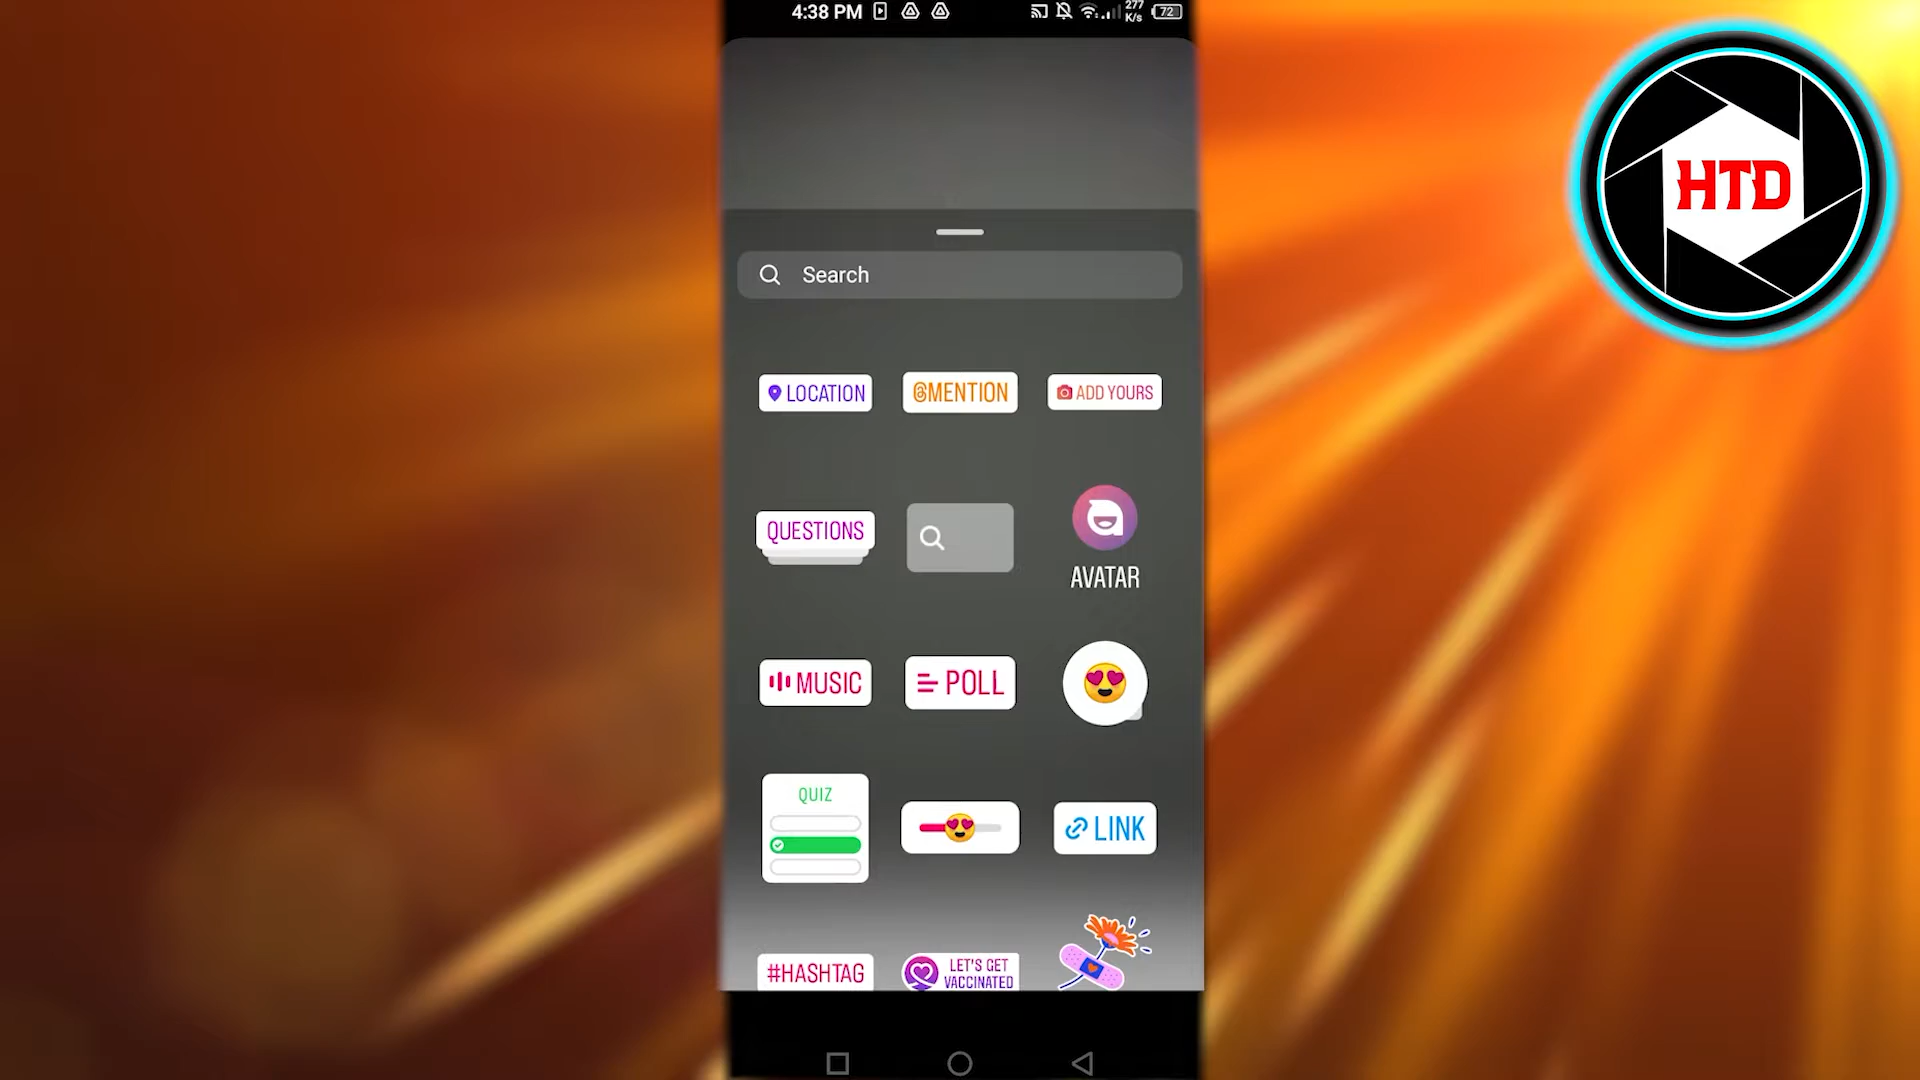 4:38 PM
277
K/s
72
HTD
Search
LOCATION
@MENTION
ADD YOURS
QUESTIONS
AVATAR
MUSIC
POLL
QUIZ
LINK
#HASHTAG
LET'S GET
VACCINATED